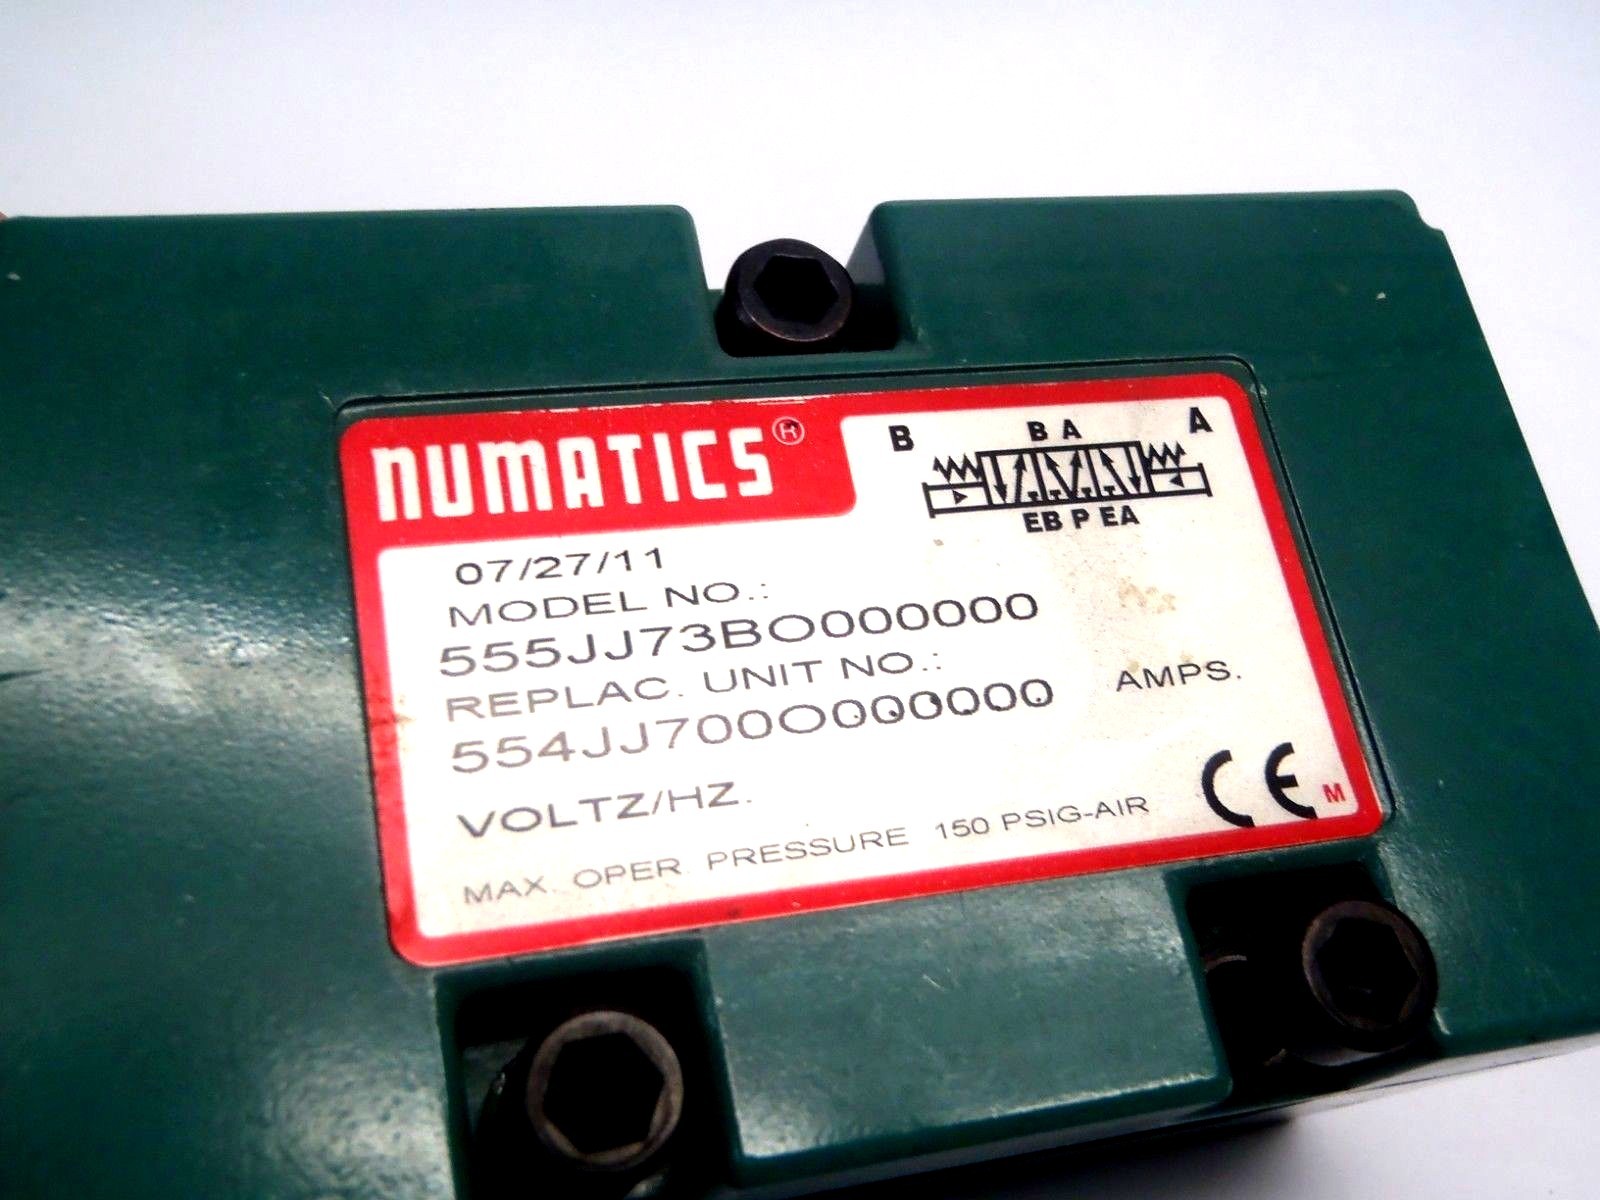 NUMATICS®
B
B A
A
EB P EA
07/27/11
MODEL NO.:
555JJ73BO000000
REPLAC. UNIT NO.:
554JJ700O000000
AMPS.
VOLTZ/HZ.
MAX. OPER. PRESSURE 150 PSIG-AIR
CE M